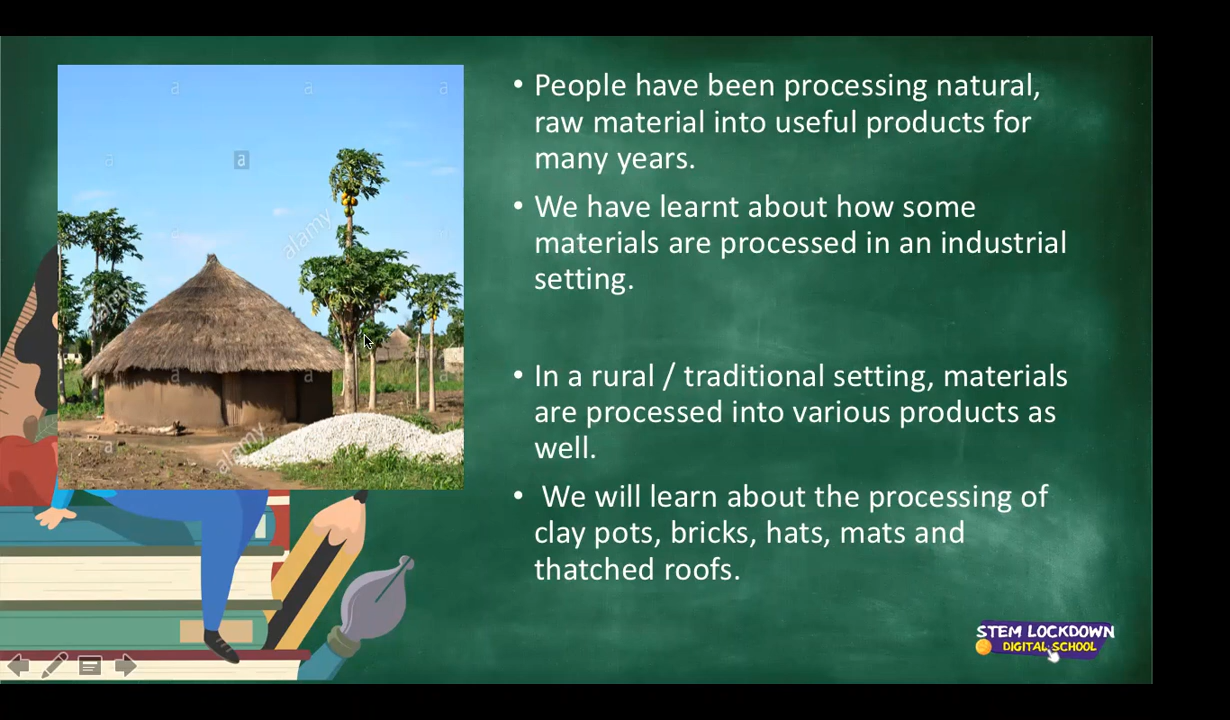 • People have been processing natural,
raw material into useful products for
many years.
• We have learnt about how some
materials are processed in an industrial
setting.
• In a rural / traditional setting, materials
are processed into various products as
well.
• We will learn about the processing of
clay pots, bricks, hats, mats and
thatched roofs.
a a a
a a
alamy
alamy
a a a
a
alamy
STEM LOCKDOWN
DIGITAL SCHOOL